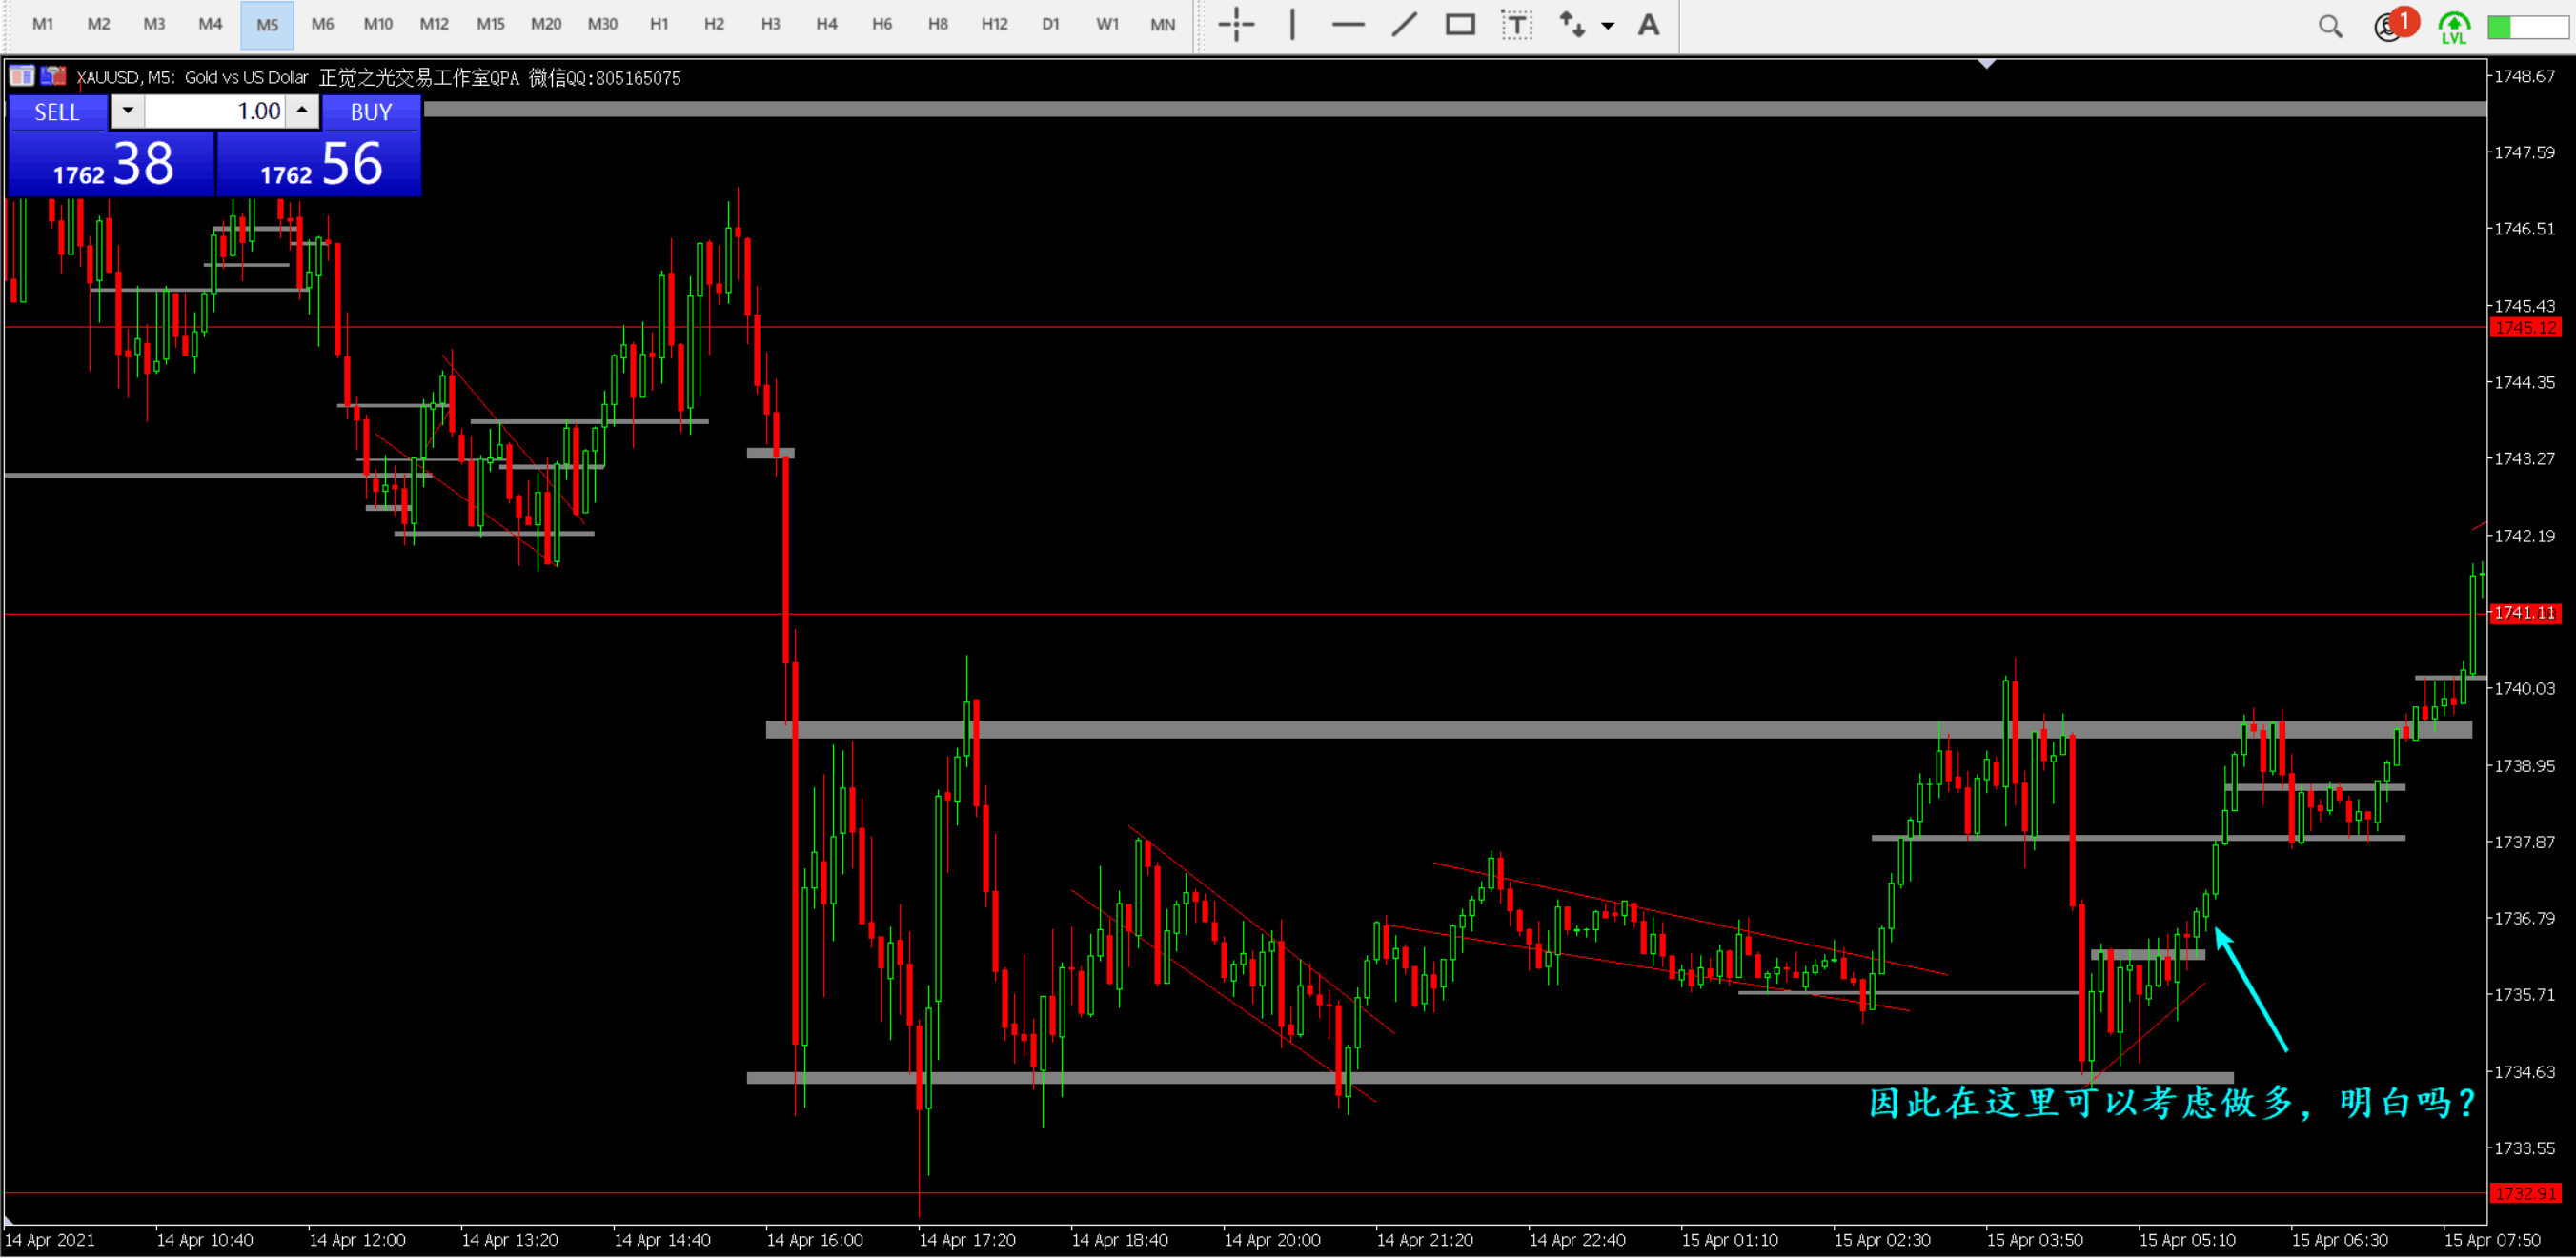 M1 M2 M3 M4 M5 M6 M10 M12 M15 M20 M30 H1 H2 H3 H4 H6 H8 H12 D1 W1 MN T A 1 LVL
XAUUSD, M5: Gold vs US Dollar 正觉之光交易工作室QPA 微信QQ:805165075
SELL 1.00 BUY
1762 38 1762 56
1748.67
1747.59
1746.51
1745.43
1745.12
1744.35
1743.27
1742.19
1741.11
1740.03
1738.95
1737.87
1736.79
1735.71
1734.63
因此在这里可以考虑做多，明白吗？
1733.55
1732.91
14 Apr 2021 14 Apr 10:40 14 Apr 12:00 14 Apr 13:20 14 Apr 14:40 14 Apr 16:00 14 Apr 17:20 14 Apr 18:40 14 Apr 20:00 14 Apr 21:20 14 Apr 22:40 15 Apr 01:10 15 Apr 02:30 15 Apr 03:50 15 Apr 05:10 15 Apr 06:30 15 Apr 07:50